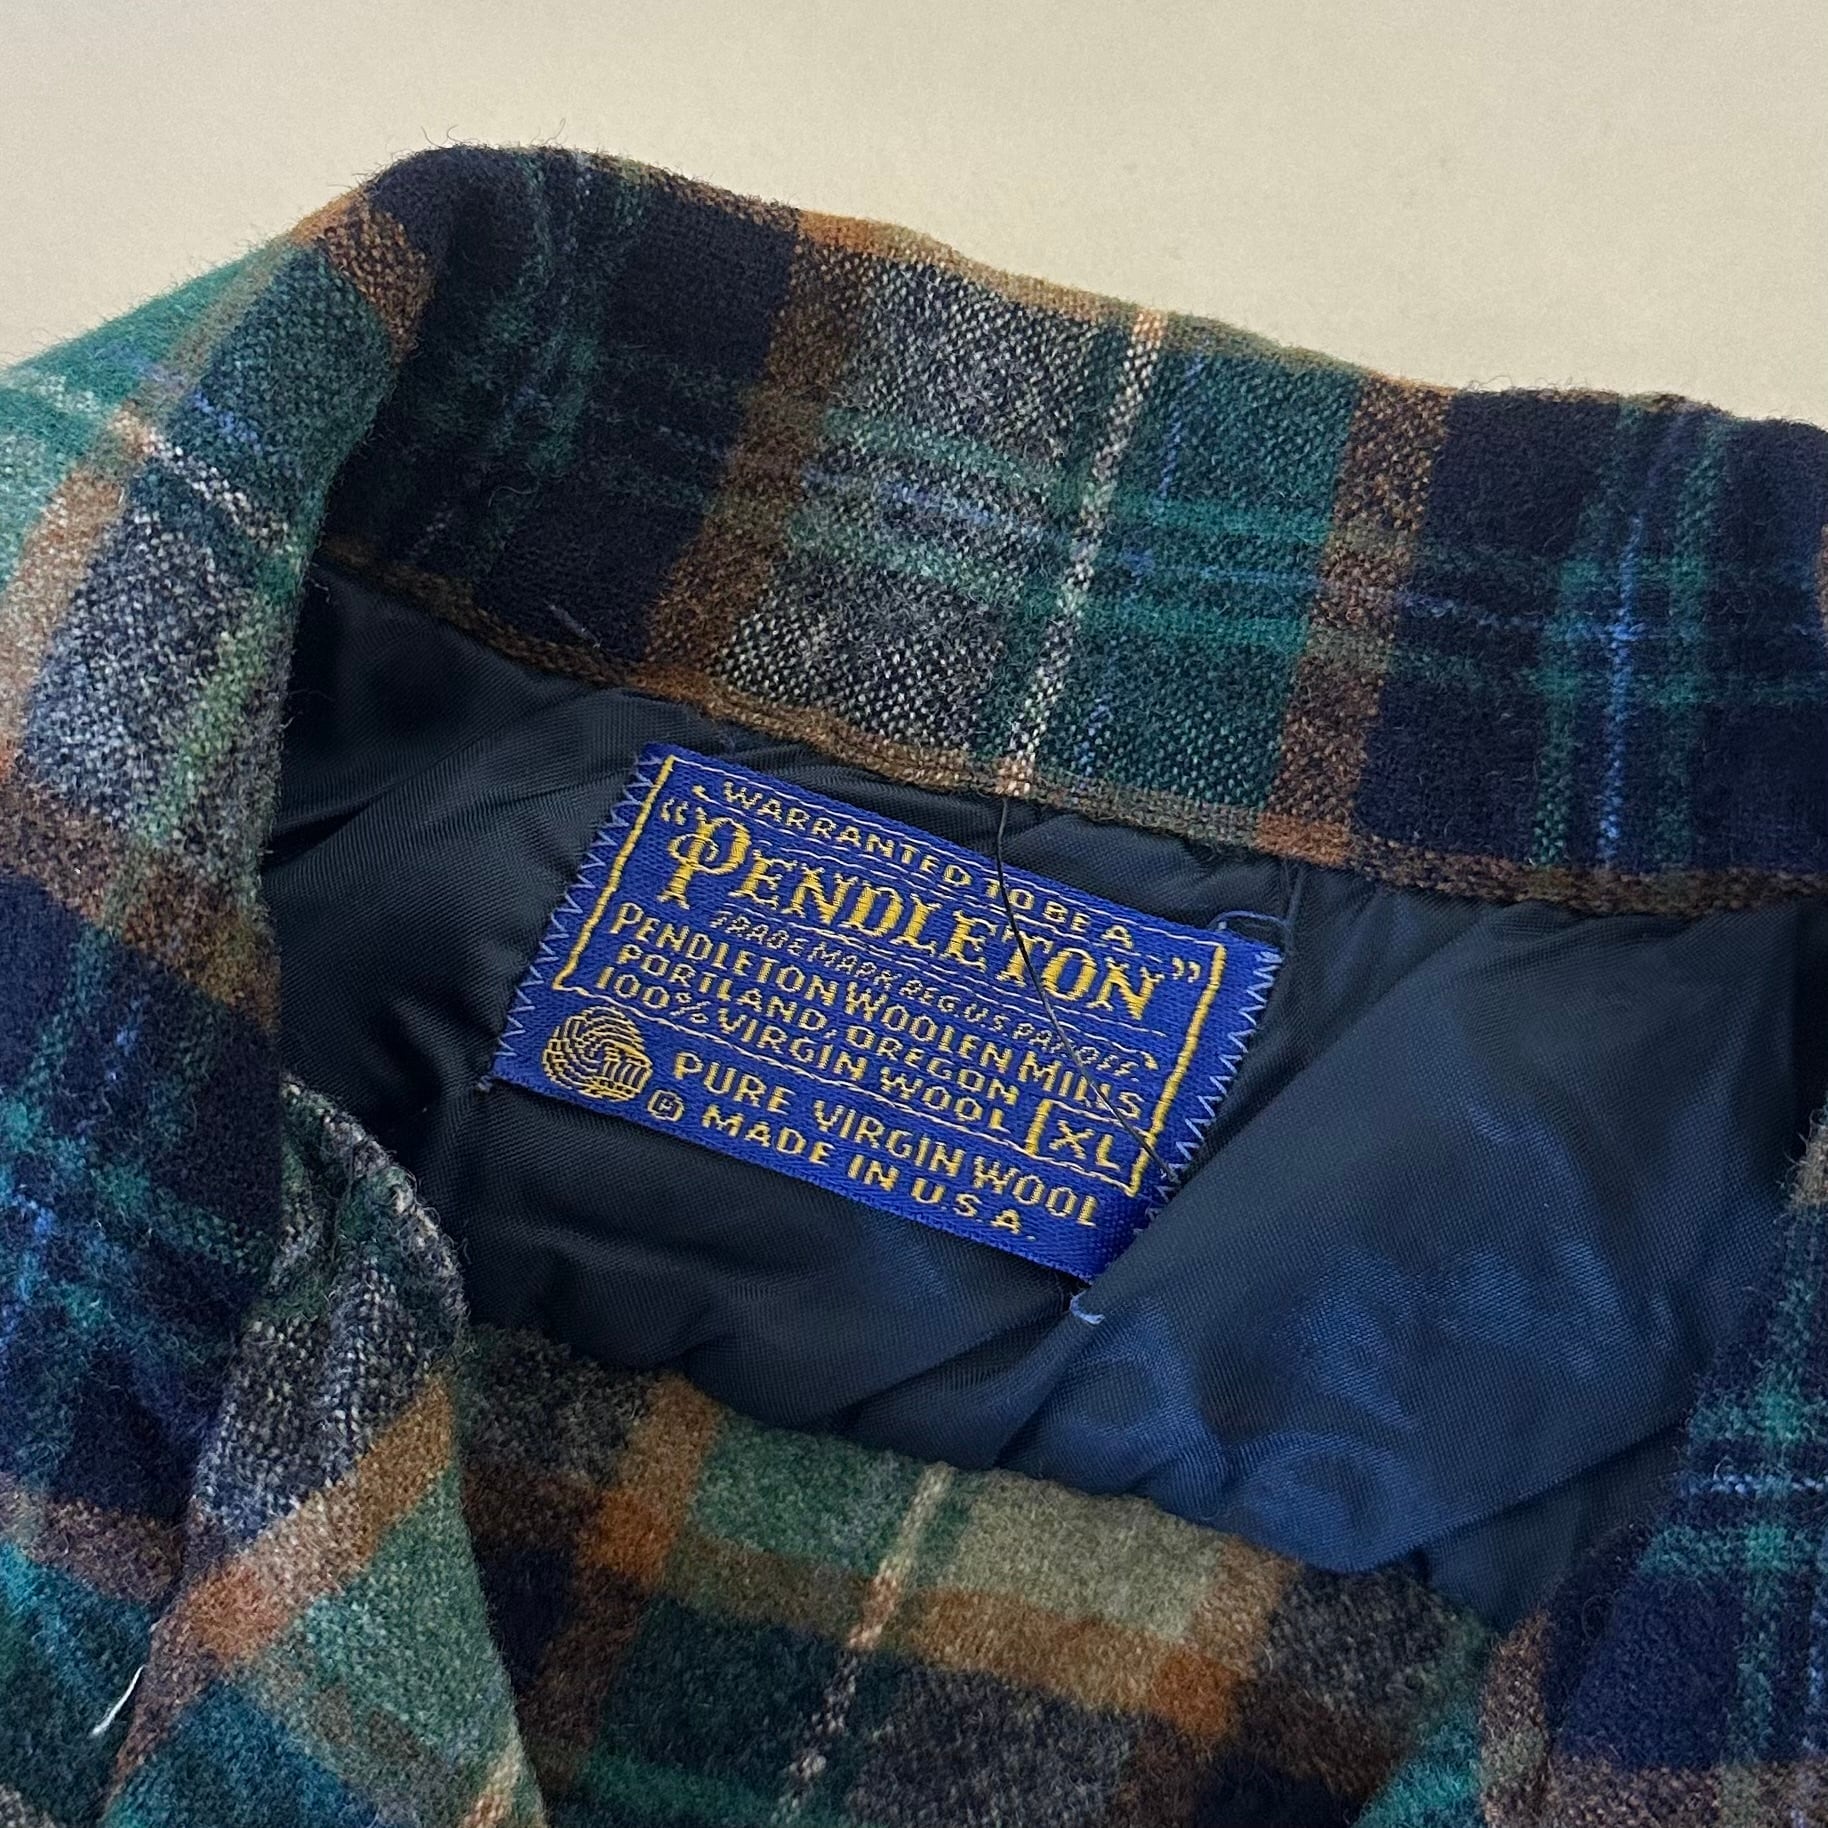 WARRANTED TO BE A
"PENDLETON"
TRADE MARK REG. U.S. PAT. OFF.
PENDLETON WOOLEN MILLS
PORTLAND, OREGON
100% VIRGIN WOOL XL
PURE VIRGIN WOOL
Ⓟ MADE IN U.S.A.